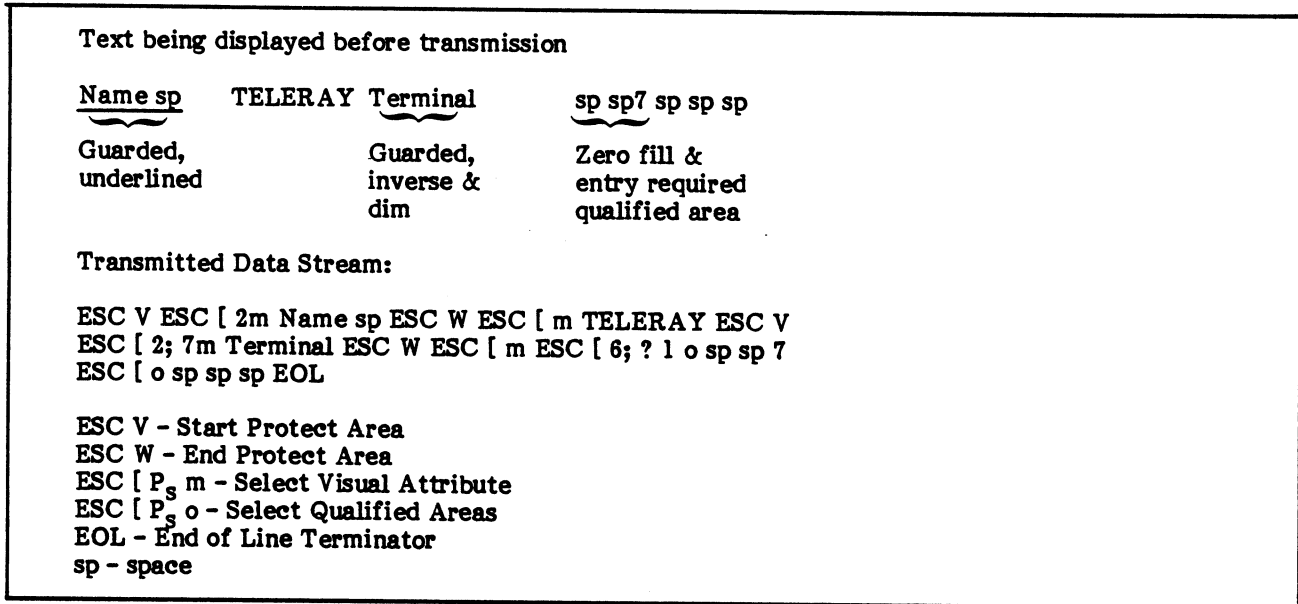 Text being displayed before transmission
Name sp TELERAY Terminal sp sp7 sp sp sp
Guarded, Guarded, Zero fill &
underlined inverse & entry required
dim qualified area
Transmitted Data Stream:
ESC V ESC [ 2m Name sp ESC W ESC [ m TELERAY ESC V
ESC [ 2; 7m Terminal ESC W ESC [ m ESC [ 6; ? 1 o sp sp 7
ESC [ o sp sp sp EOL
ESC V - Start Protect Area
ESC W - End Protect Area
ESC [ Ps m - Select Visual Attribute
ESC [ Ps o - Select Qualified Areas
EOL - End of Line Terminator
sp - space